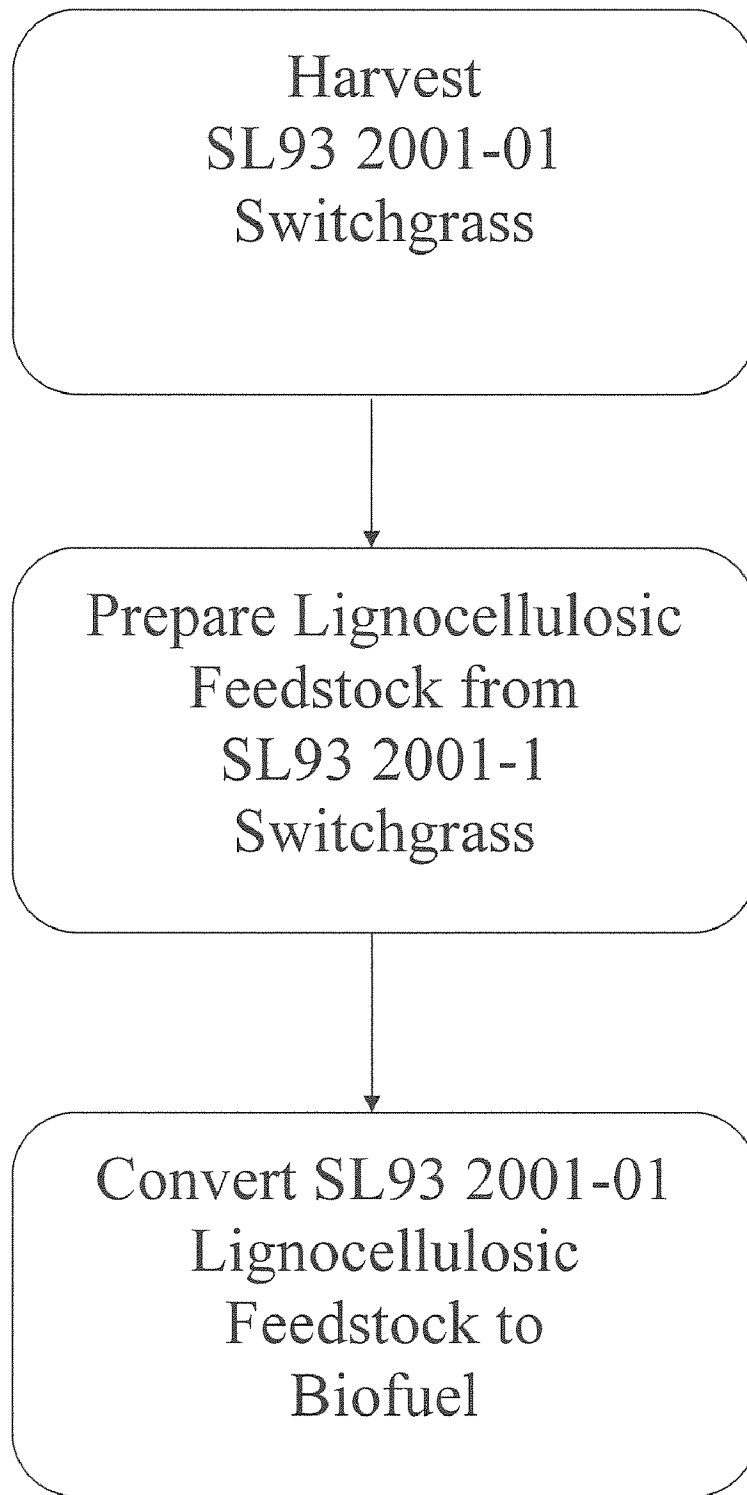 Harvest
SL93 2001-01
Switchgrass
Prepare Lignocellulosic
Feedstock from
SL93 2001-1
Switchgrass
Convert SL93 2001-01
Lignocellulosic
Feedstock to
Biofuel